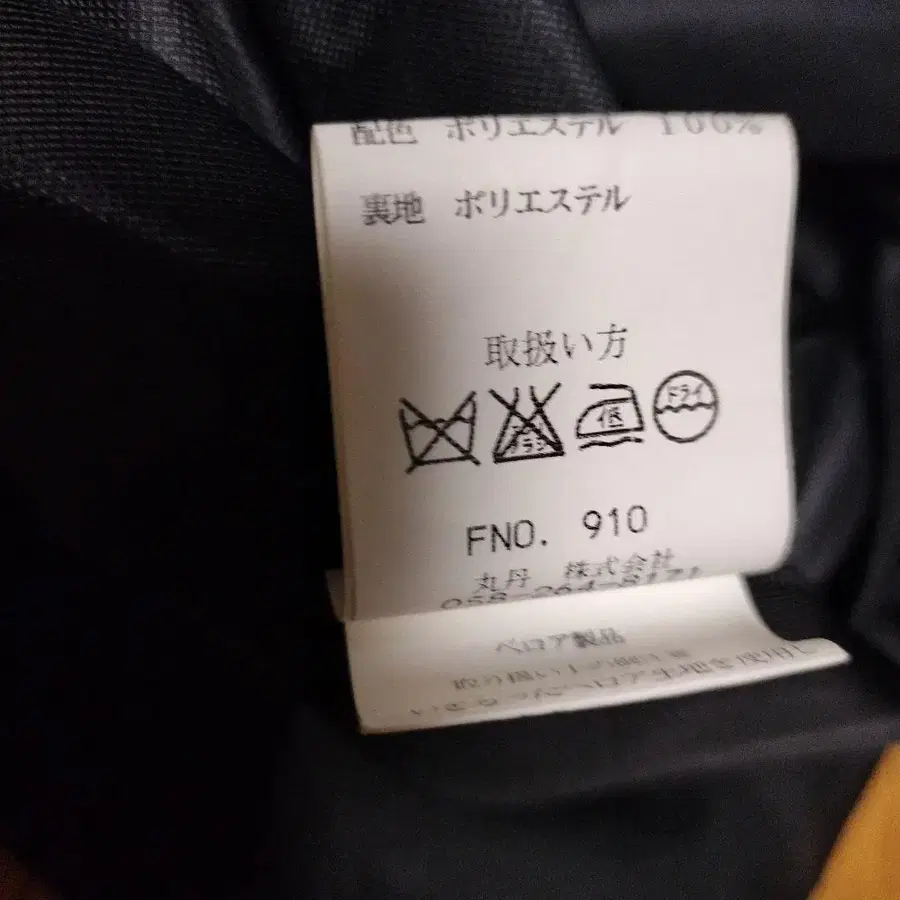 配色 ポリエステル 100%
裏地 ポリエステル
取扱い方
低 ドライ
FNO. 910
丸丹 株式会社
ベロア製品